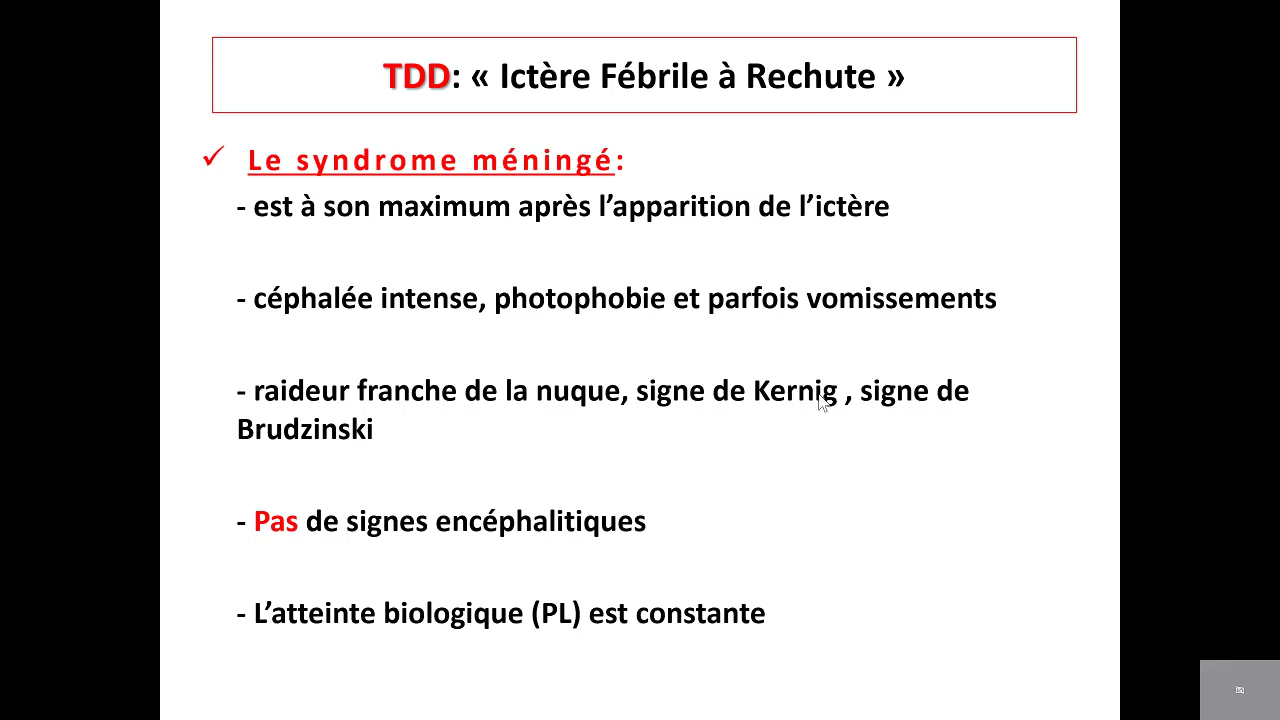 TDD: « Ictère Fébrile à Rechute »
✓ Le syndrome méningé:
- est à son maximum après l’apparition de l’ictère
- céphalée intense, photophobie et parfois vomissements
- raideur franche de la nuque, signe de Kernig , signe de
Brudzinski
- Pas de signes encéphalitiques
- L’atteinte biologique (PL) est constante